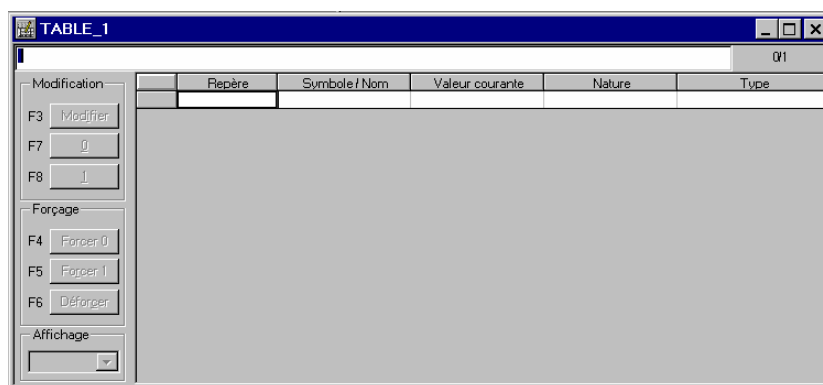 TABLE_1
0/1
Modification
Repère Symbole / Nom Valeur courante Nature Type
F3 Modifier
F7 0
F8 1
Forçage
F4 Forcer 0
F5 Forcer 1
F6 Déforcer
Affichage